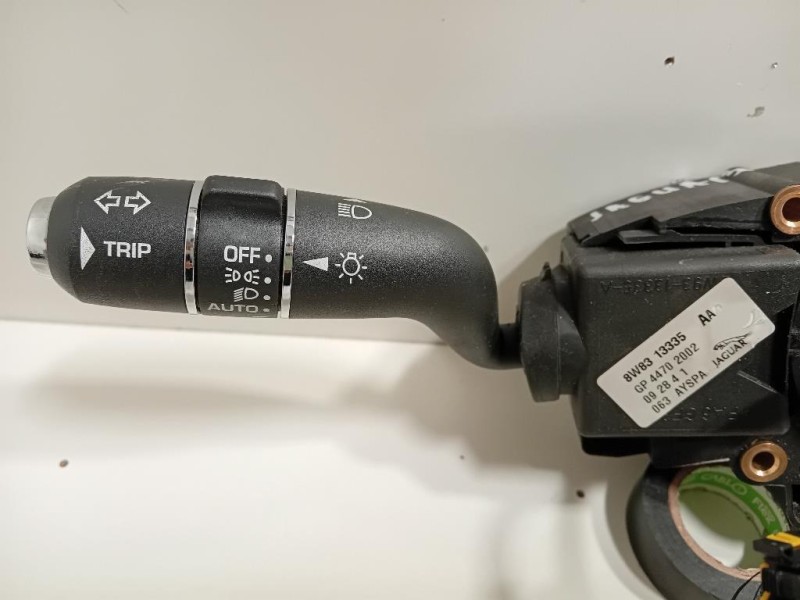 TRIP
OFF
AUTO
JAGUAR
8W83 13335 AA
GP 4470 2002
09 28 4 1
063 AYSPA
JAGUAR